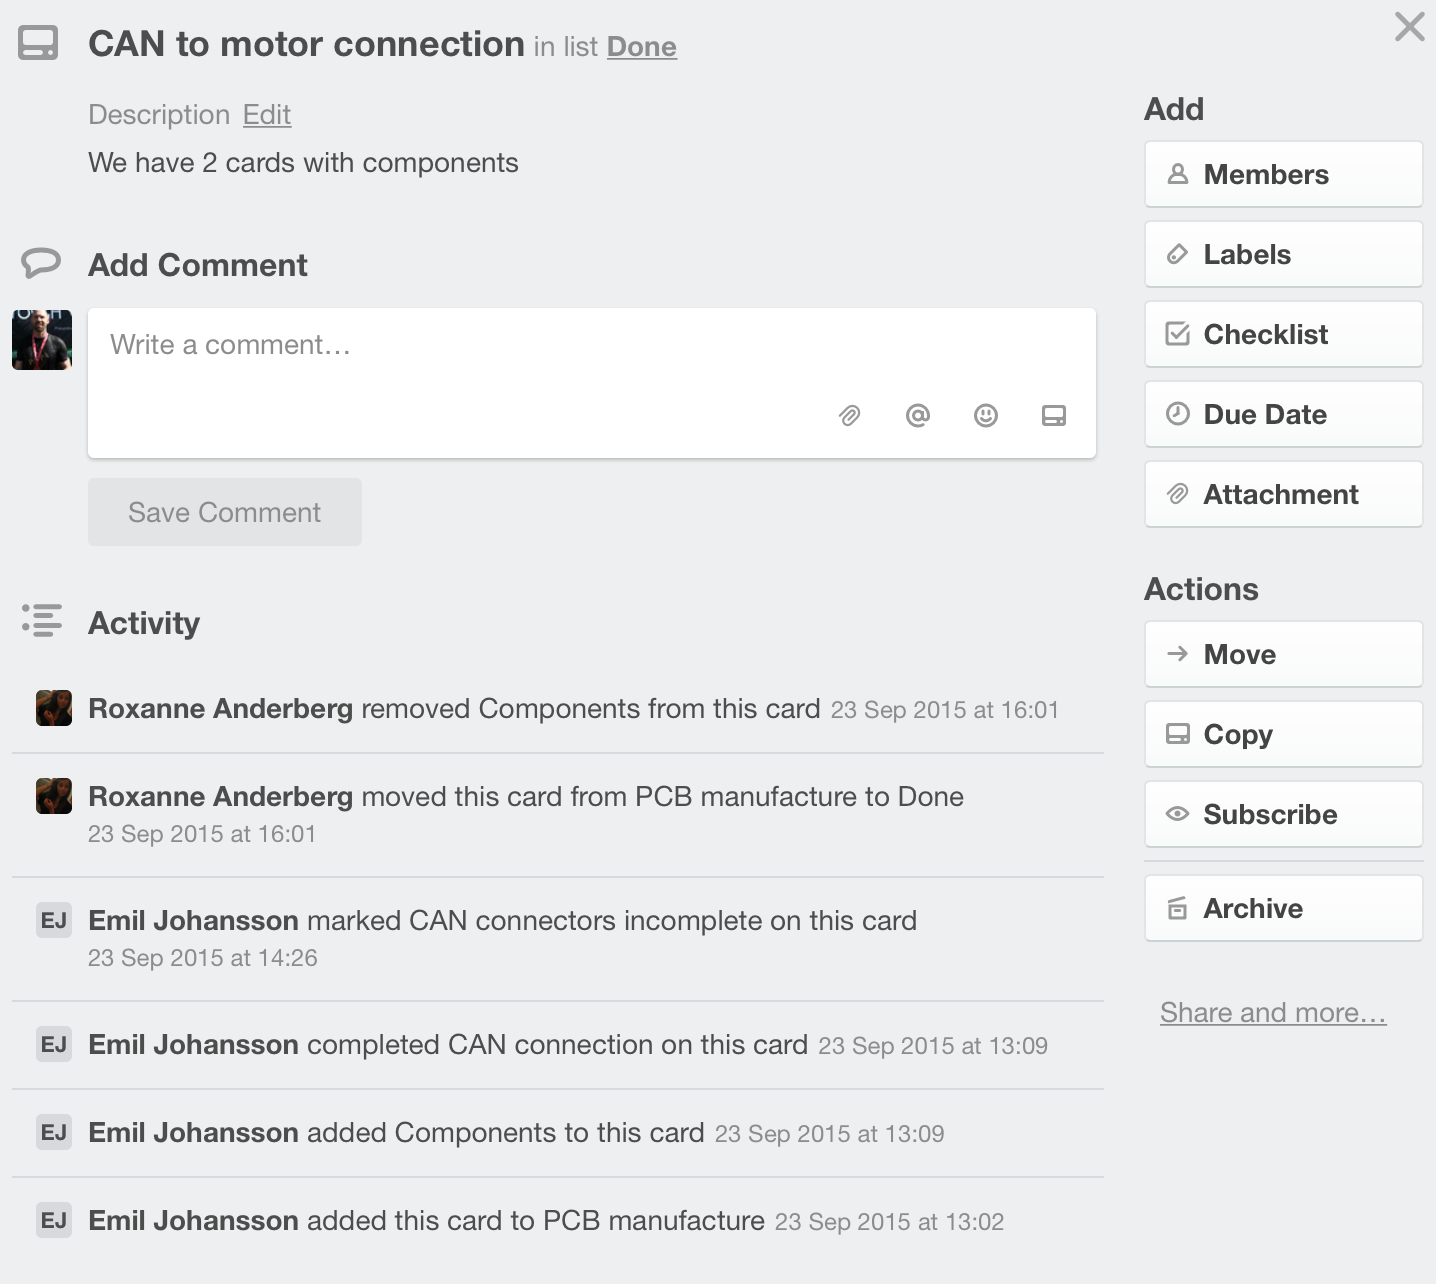 CAN to motor connection in list Done
Description Edit
We have 2 cards with components
Add Comment
Write a comment…
Save Comment
Activity
Roxanne Anderberg removed Components from this card 23 Sep 2015 at 16:01
Roxanne Anderberg moved this card from PCB manufacture to Done
23 Sep 2015 at 16:01
EJ Emil Johansson marked CAN connectors incomplete on this card
23 Sep 2015 at 14:26
EJ Emil Johansson completed CAN connection on this card 23 Sep 2015 at 13:09
EJ Emil Johansson added Components to this card 23 Sep 2015 at 13:09
EJ Emil Johansson added this card to PCB manufacture 23 Sep 2015 at 13:02
Add
Members
Labels
Checklist
Due Date
Attachment
Actions
Move
Copy
Subscribe
Archive
Share and more…